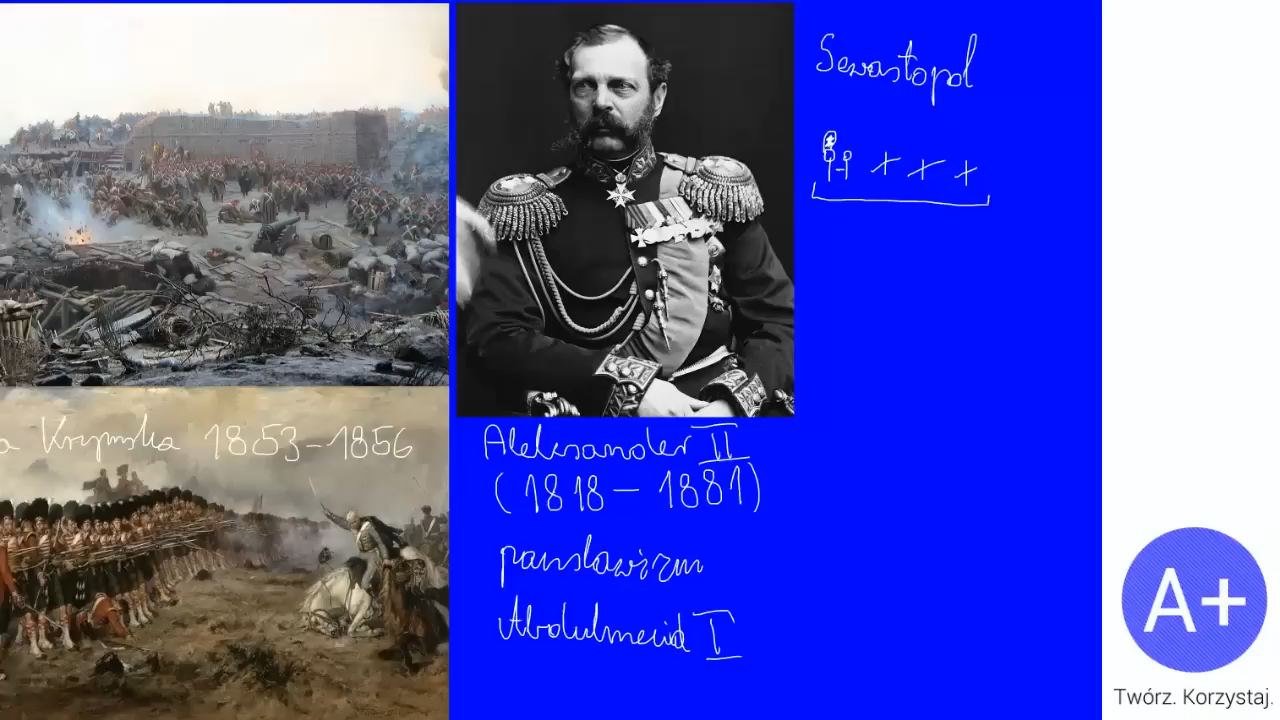 a Krymska 1853-1856
Aleksander II
(1818 - 1881)
panslawizm
Abdulmecid I
Sewastopol
A+
Twórz. Korzystaj.